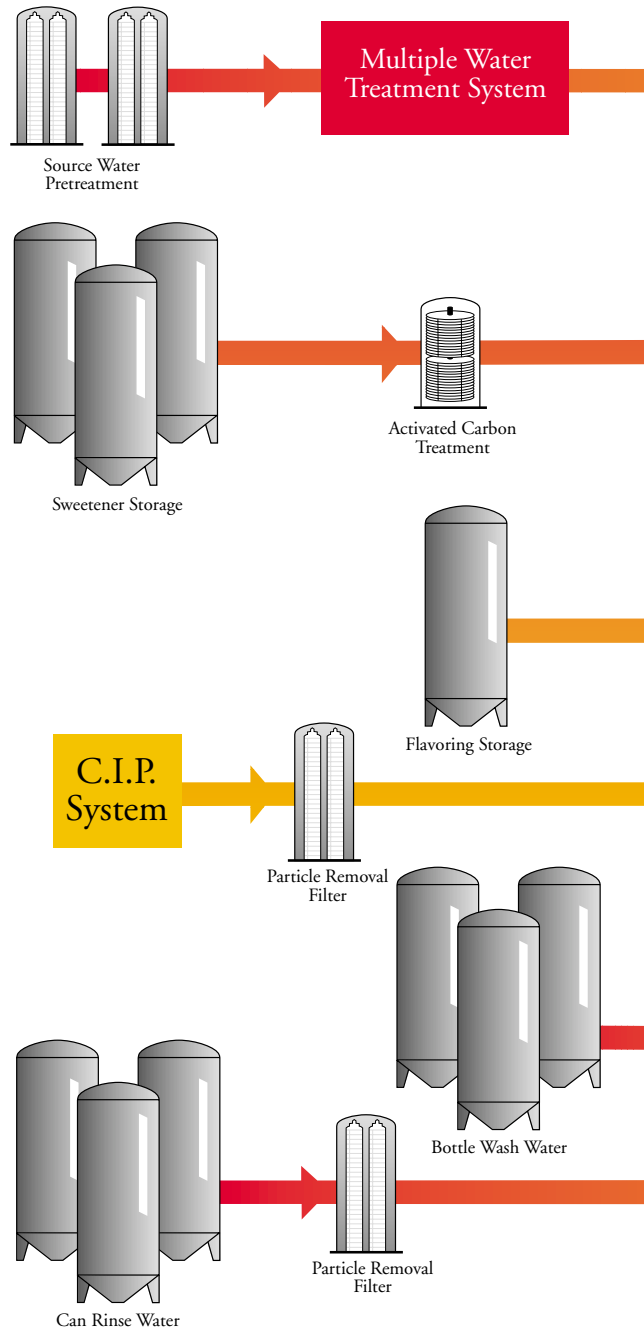 Multiple Water
Treatment System
Source Water
Pretreatment
Activated Carbon
Treatment
Sweetener Storage
Flavoring Storage
C.I.P.
System
Particle Removal
Filter
Bottle Wash Water
Particle Removal
Filter
Can Rinse Water